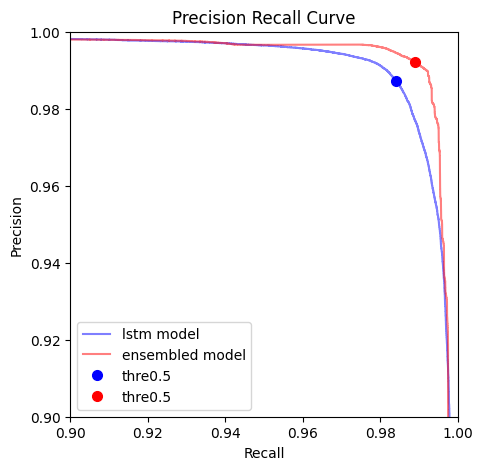 Precision Recall Curve
1.00
0.98
0.96
0.94
0.92
0.90
Precision
lstm model
ensembled model
thre0.5
thre0.5
0.90 0.92 0.94 0.96 0.98 1.00
Recall